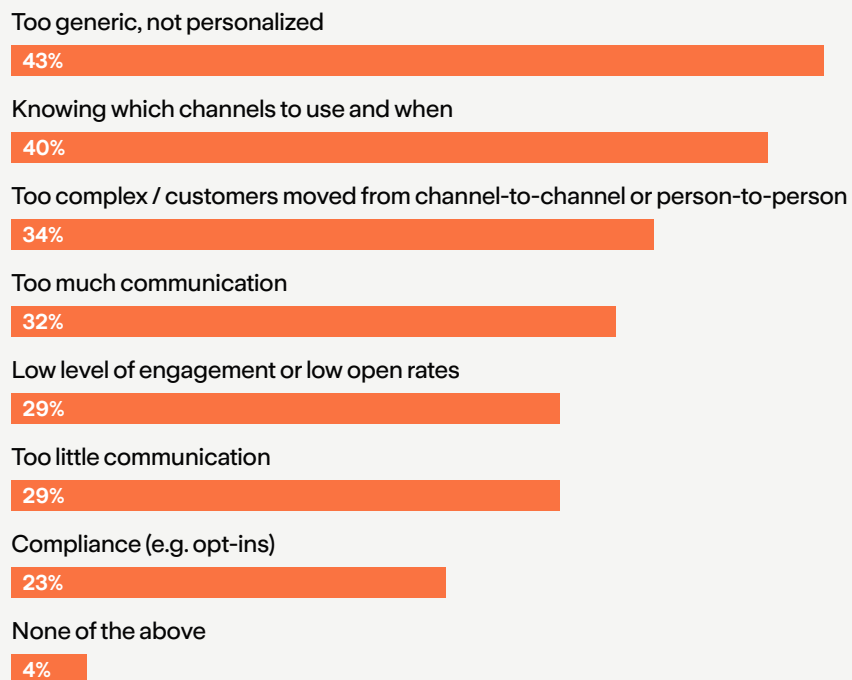 Too generic, not personalized
43%
Knowing which channels to use and when
40%
Too complex / customers moved from channel-to-channel or person-to-person
34%
Too much communication
32%
Low level of engagement or low open rates
29%
Too little communication
29%
Compliance (e.g. opt-ins)
23%
None of the above
4%